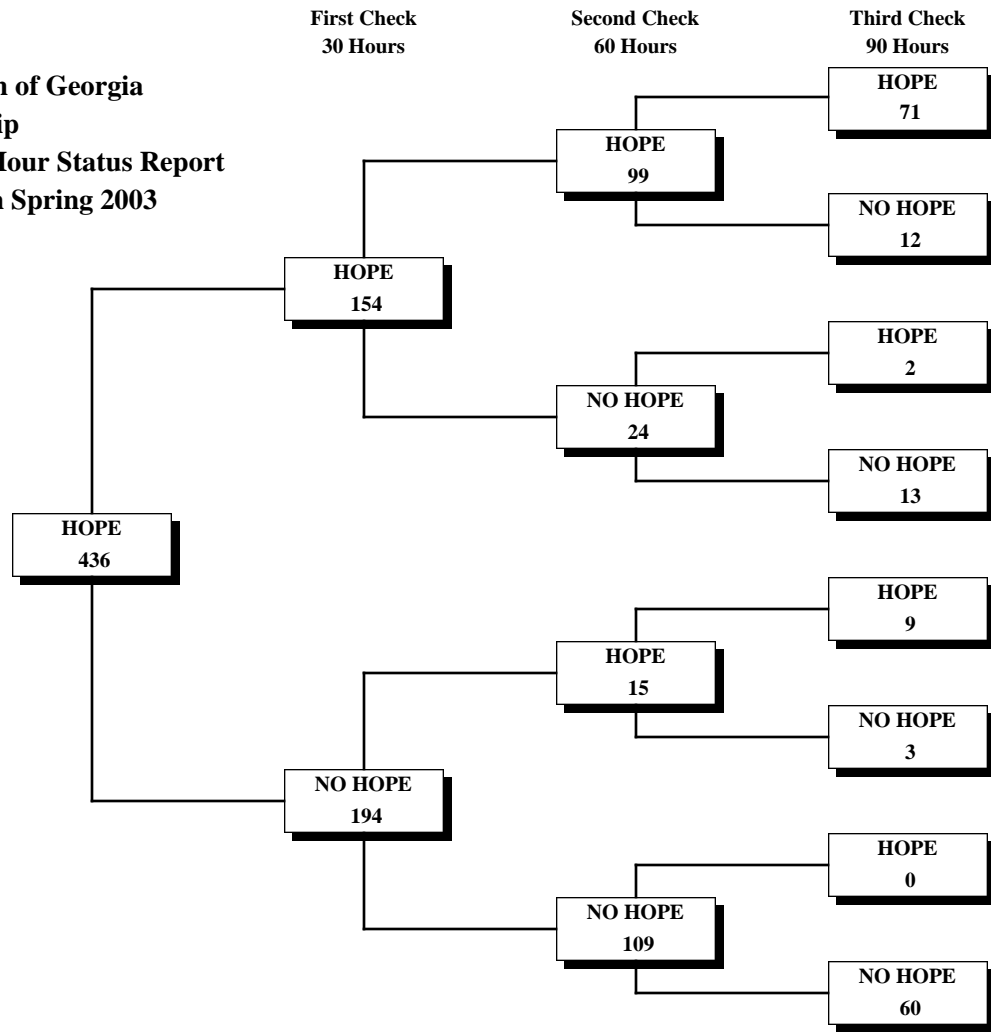 First Check
30 Hours
Second Check
60 Hours
Third Check
90 Hours
of Georgia
Hour Status Report
Spring 2003
HOPE
436
HOPE
154
NO HOPE
194
HOPE
99
NO HOPE
24
HOPE
15
NO HOPE
109
HOPE
71
NO HOPE
12
HOPE
2
NO HOPE
13
HOPE
9
NO HOPE
3
HOPE
0
NO HOPE
60